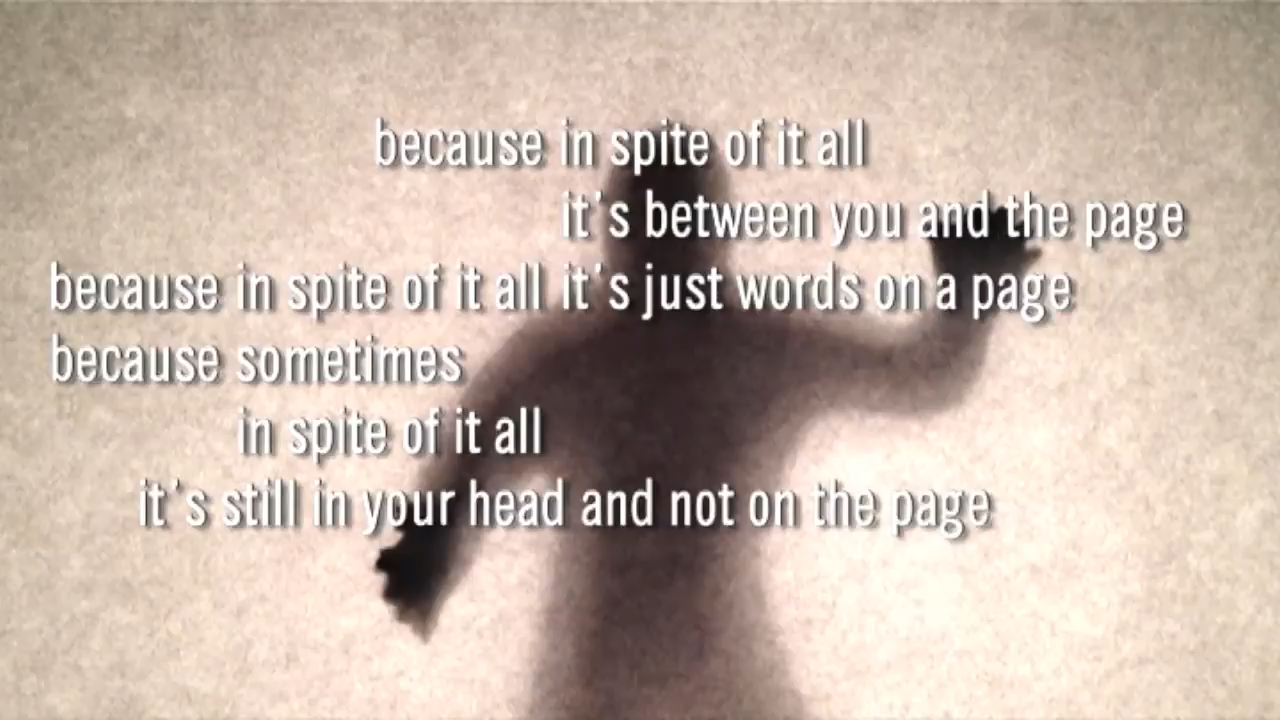 because in spite of it all
it's between you and the page
because in spite of it all it's just words on a page
because sometimes
in spite of it all
it's still in your head and not on the page